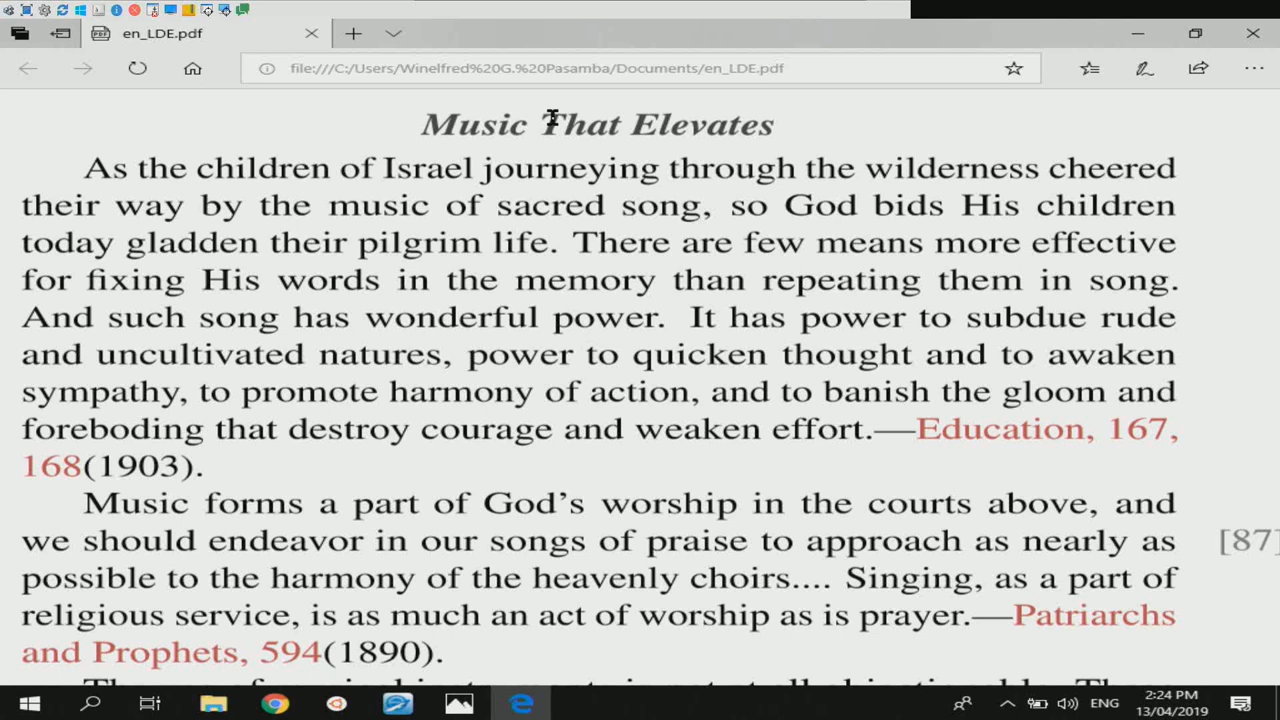 en_LDE.pdf
file:///C:/Users/Winelfred%20G.%20Pasamba/Documents/en_LDE.pdf
Music That Elevates
As the children of Israel journeying through the wilderness cheered
their way by the music of sacred song, so God bids His children
today gladden their pilgrim life. There are few means more effective
for fixing His words in the memory than repeating them in song.
And such song has wonderful power. It has power to subdue rude
and uncultivated natures, power to quicken thought and to awaken
sympathy, to promote harmony of action, and to banish the gloom and
foreboding that destroy courage and weaken effort.—Education, 167,
168(1903).
Music forms a part of God's worship in the courts above, and
we should endeavor in our songs of praise to approach as nearly as
[87]
possible to the harmony of the heavenly choirs.... Singing, as a part of
religious service, is as much an act of worship as is prayer.—Patriarchs
and Prophets, 594(1890).
ENG
2:24 PM
13/04/2019